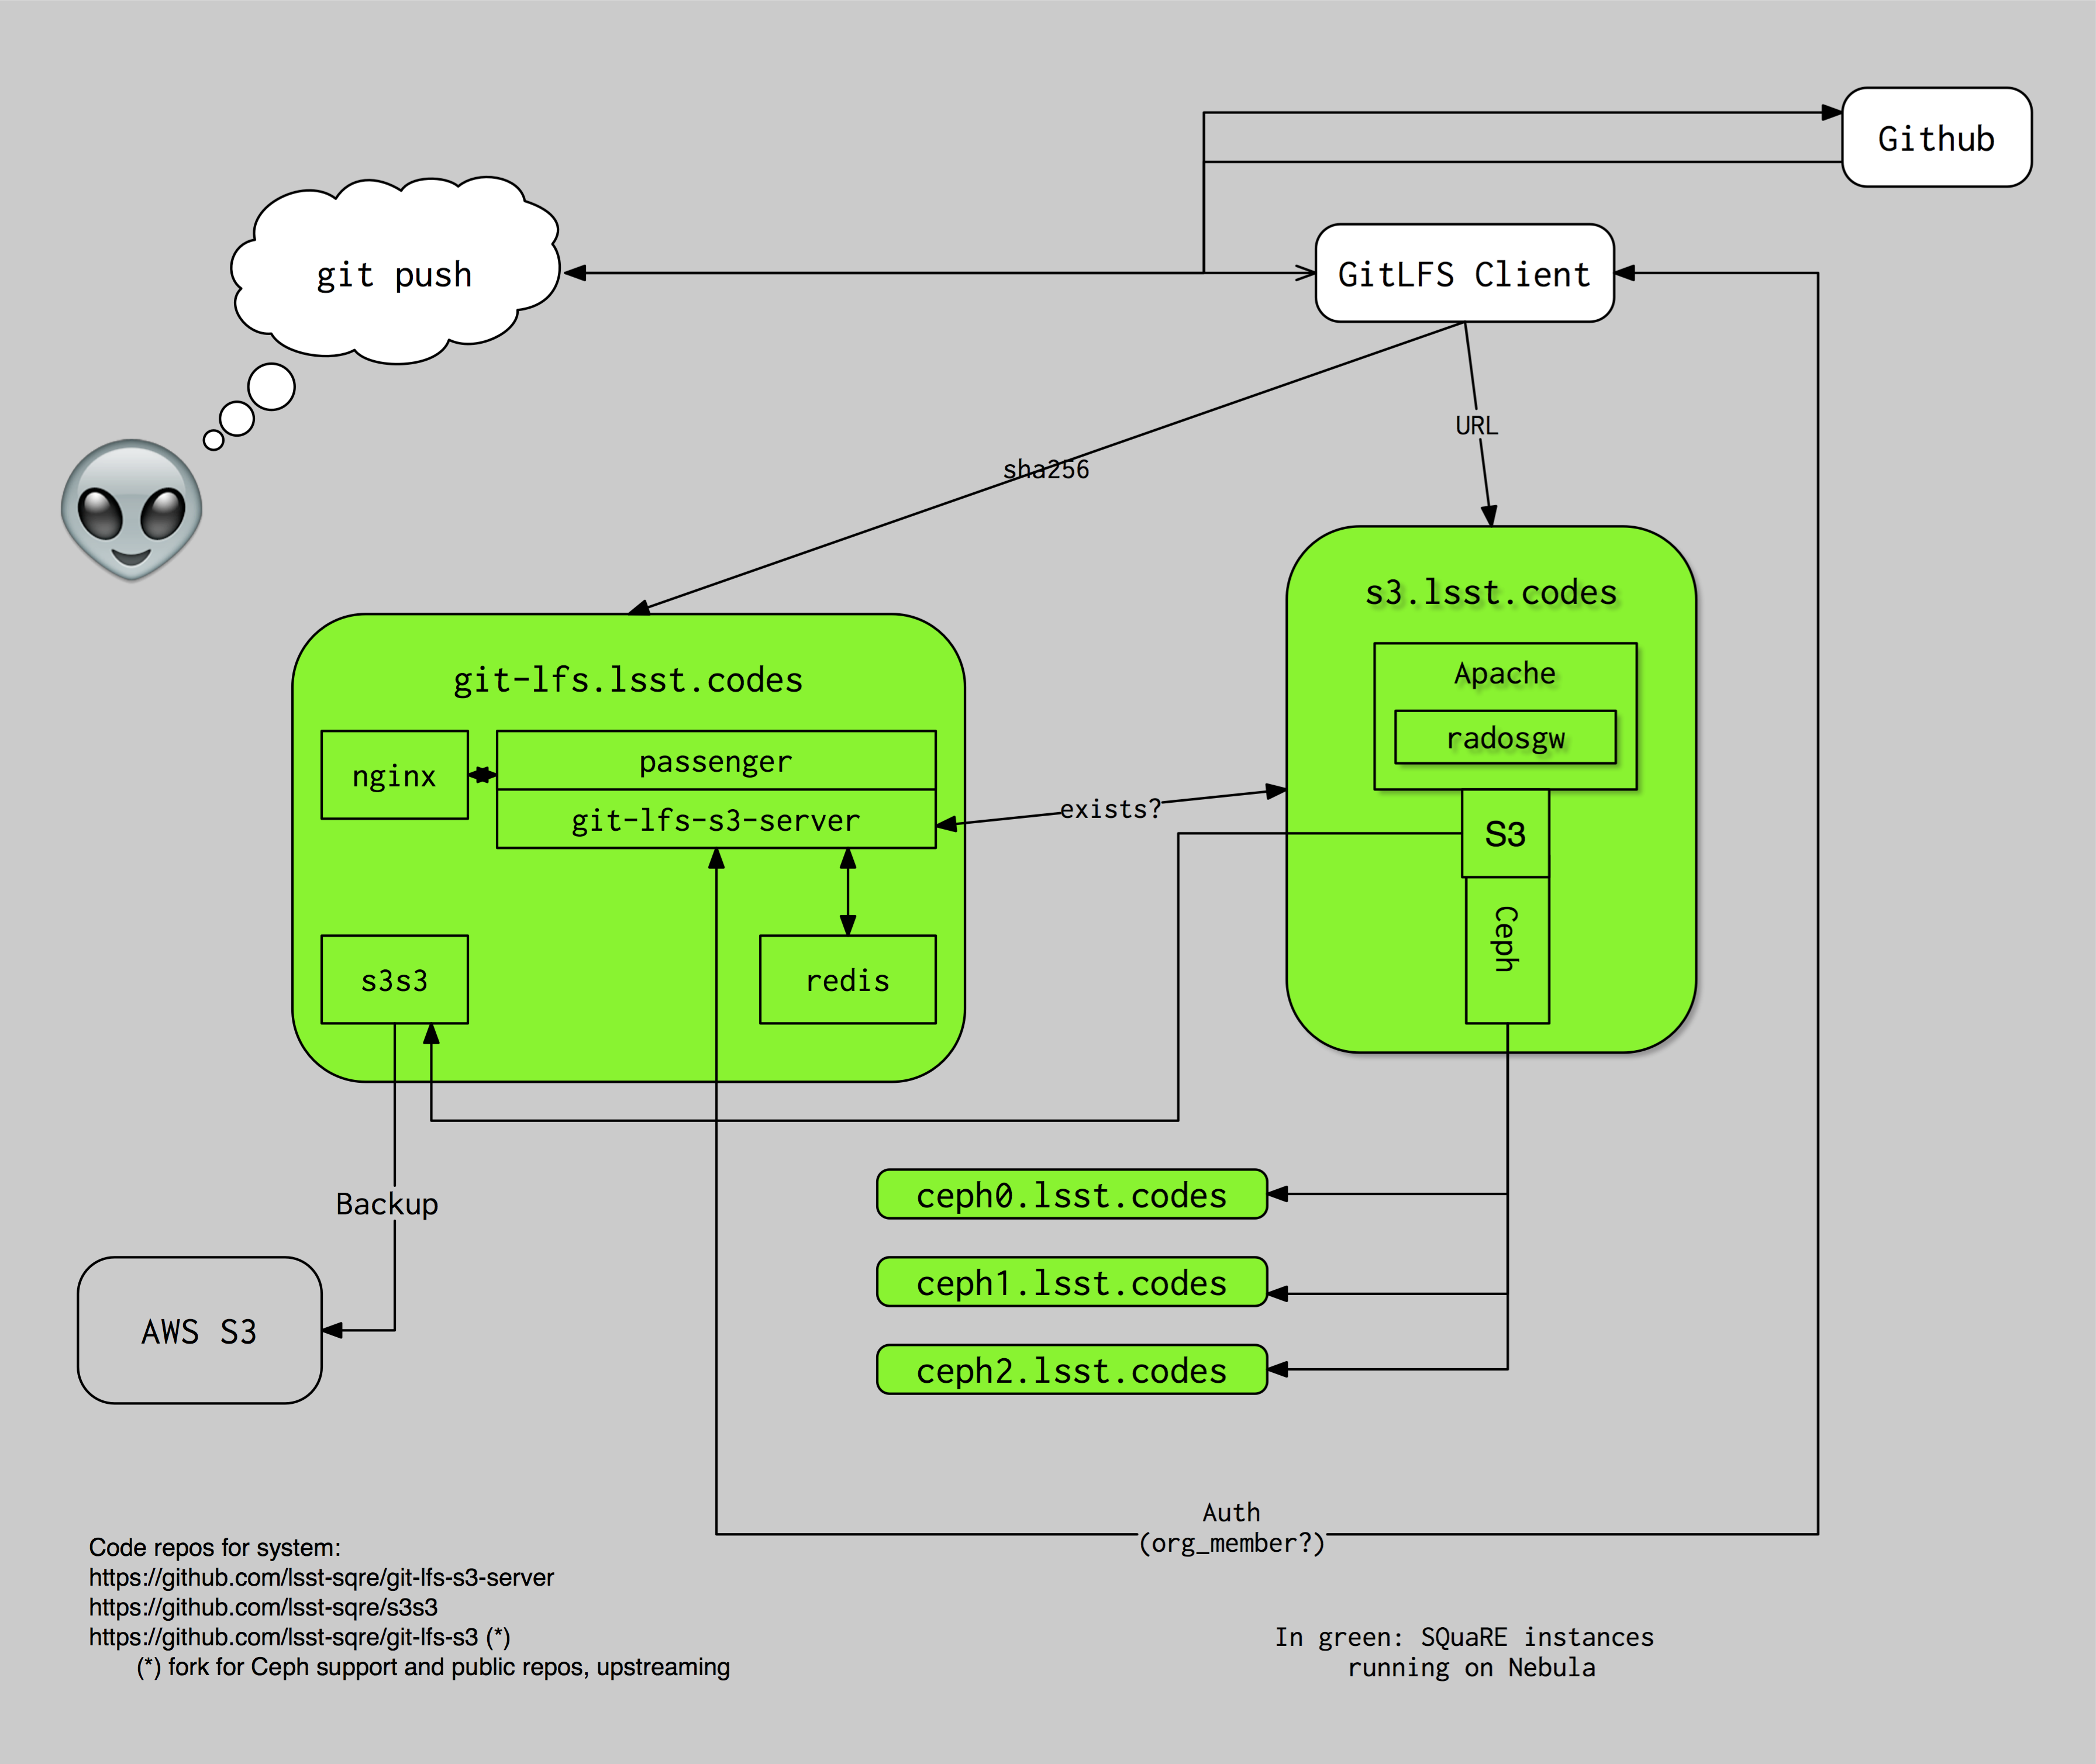 Github
git push
GitLFS Client
URL
sha256
s3.lsst.codes
Apache
radosgw
S3
Ceph
git-lfs.lsst.codes
nginx
passenger
git-lfs-s3-server
exists?
s3s3
redis
Backup
AWS S3
ceph0.lsst.codes
ceph1.lsst.codes
ceph2.lsst.codes
Auth
(org_member?)
Code repos for system:
https://github.com/lsst-sqre/git-lfs-s3-server
https://github.com/lsst-sqre/s3s3
https://github.com/lsst-sqre/git-lfs-s3 (*)
(*) fork for Ceph support and public repos, upstreaming
In green: SQuaRE instances
running on Nebula